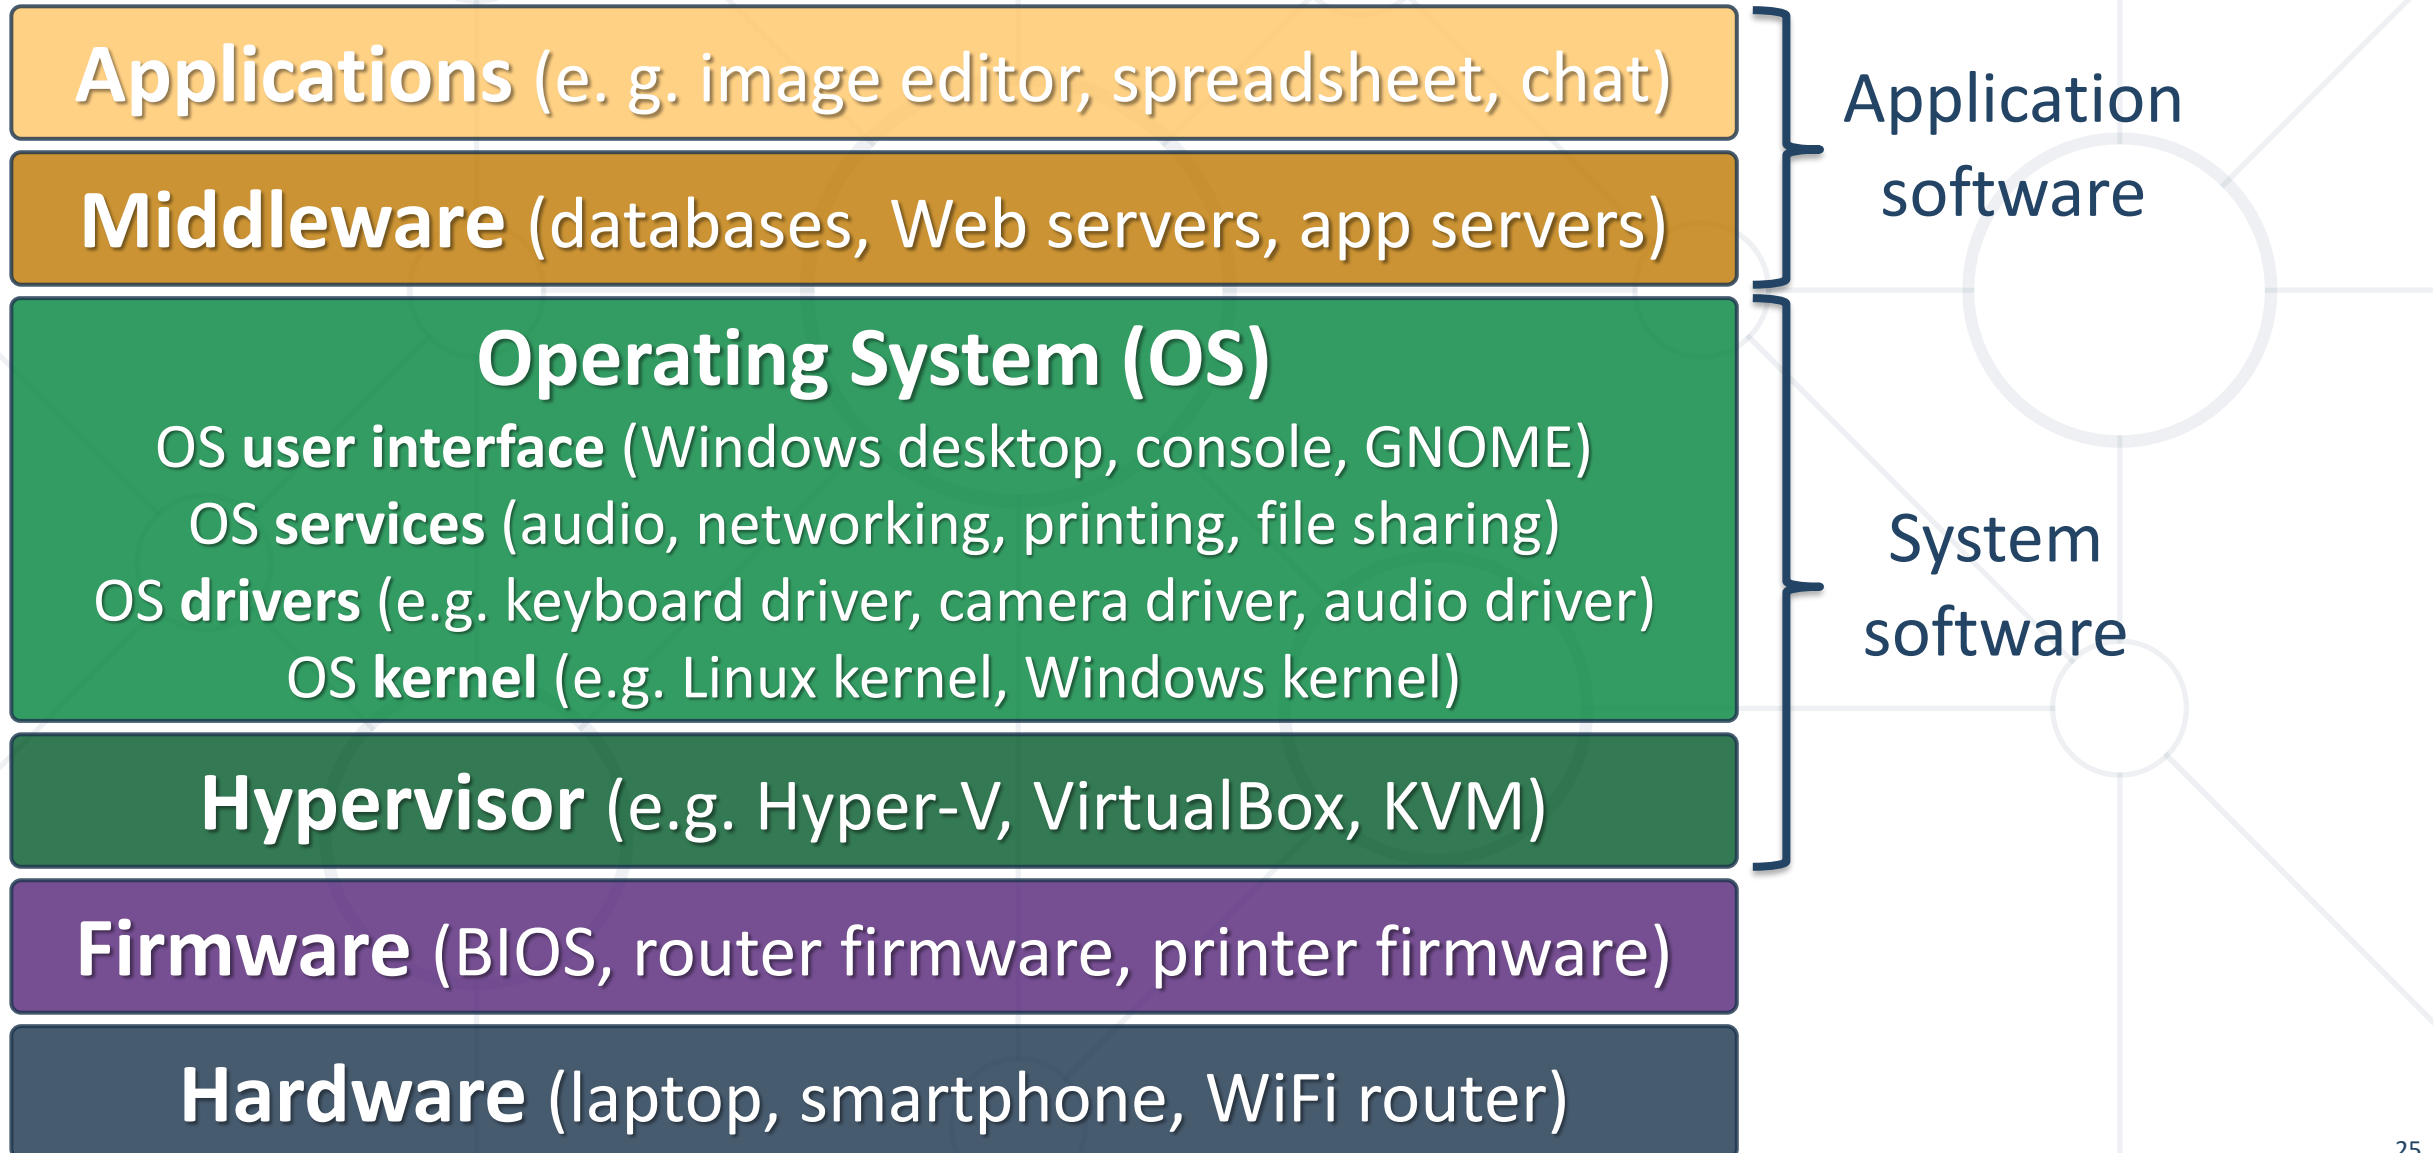 Applications (e. g. image editor, spreadsheet, chat)
Middleware (databases, Web servers, app servers)
Application
software
Operating System (OS)
OS user interface (Windows desktop, console, GNOME)
OS services (audio, networking, printing, file sharing)
OS drivers (e.g. keyboard driver, camera driver, audio driver)
OS kernel (e.g. Linux kernel, Windows kernel)
Hypervisor (e.g. Hyper-V, VirtualBox, KVM)
System
software
Firmware (BIOS, router firmware, printer firmware)
Hardware (laptop, smartphone, WiFi router)
25